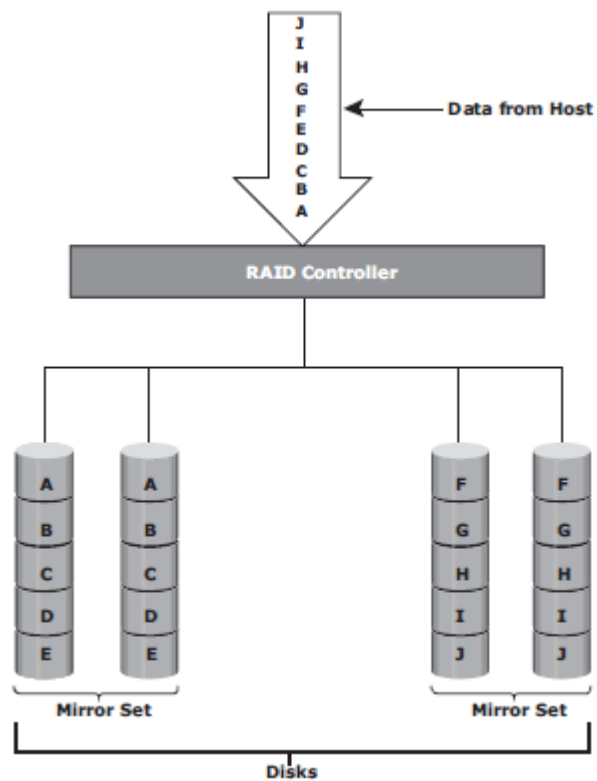 J
I
H
G
F
E
D
C
B
A
Data from Host
RAID Controller
A A F F
B B G G
C C H H
D D I I
E E J J
Mirror Set Mirror Set
Disks